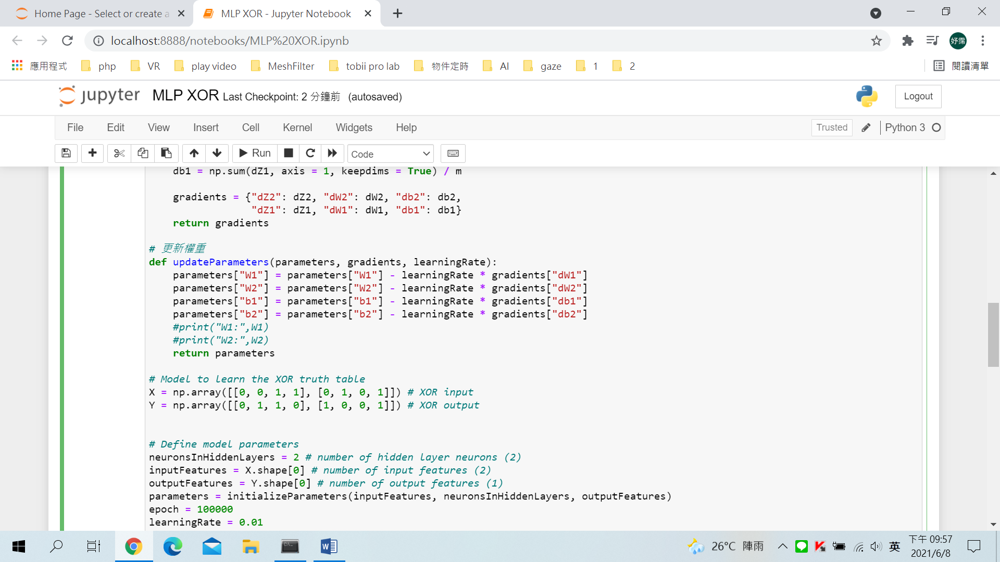 Home Page - Select or create a
MLP XOR - Jupyter Notebook
localhost:8888/notebooks/MLP%20XOR.ipynb
妤霈
應用程式 php VR play video MeshFilter tobii pro lab 物件定時 AI gaze 1 2 閱讀清單
jupyter MLP XOR Last Checkpoint: 2 分鐘前 (autosaved) Logout
File Edit View Insert Cell Kernel Widgets Help Trusted Python 3
Run Code
db1 = np.sum(dZ1, axis = 1, keepdims = True) / m
gradients = {"dZ2": dZ2, "dW2": dW2, "db2": db2,
"dZ1": dZ1, "dW1": dW1, "db1": db1}
return gradients
# 更新權重
def updateParameters(parameters, gradients, learningRate):
parameters["W1"] = parameters["W1"] - learningRate * gradients["dW1"]
parameters["W2"] = parameters["W2"] - learningRate * gradients["dW2"]
parameters["b1"] = parameters["b1"] - learningRate * gradients["db1"]
parameters["b2"] = parameters["b2"] - learningRate * gradients["db2"]
#print("W1:",W1)
#print("W2:",W2)
return parameters
# Model to learn the XOR truth table
X = np.array([[0, 0, 1, 1], [0, 1, 0, 1]]) # XOR input
Y = np.array([[0, 1, 1, 0], [1, 0, 0, 1]]) # XOR output
# Define model parameters
neuronsInHiddenLayers = 2 # number of hidden layer neurons (2)
inputFeatures = X.shape[0] # number of input features (2)
outputFeatures = Y.shape[0] # number of output features (1)
parameters = initializeParameters(inputFeatures, neuronsInHiddenLayers, outputFeatures)
epoch = 100000
learningRate = 0.01
26°C 陣雨 英 下午 09:57
2021/6/8